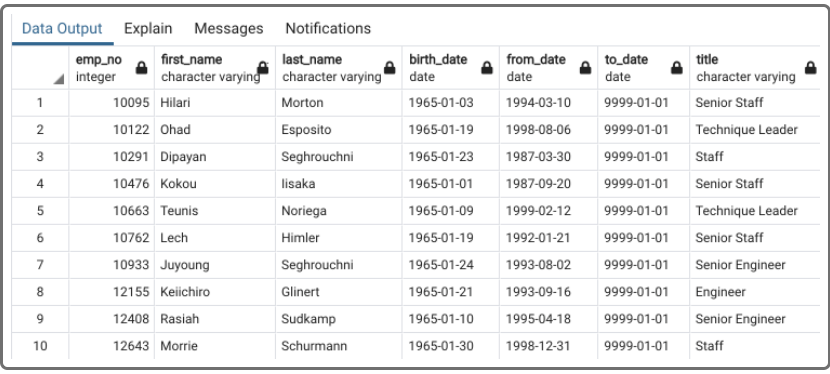 Data Output Explain Messages Notifications
emp_no first_name last_name birth_date from_date to_date title
integer character varying character varying date date date character varying
1 10095 Hilari Morton 1965-01-03 1994-03-10 9999-01-01 Senior Staff
2 10122 Ohad Esposito 1965-01-19 1998-08-06 9999-01-01 Technique Leader
3 10291 Dipayan Seghrouchni 1965-01-23 1987-03-30 9999-01-01 Staff
4 10476 Kokou Iisaka 1965-01-01 1987-09-20 9999-01-01 Senior Staff
5 10663 Teunis Noriega 1965-01-09 1999-02-12 9999-01-01 Technique Leader
6 10762 Lech Himler 1965-01-19 1992-01-21 9999-01-01 Senior Staff
7 10933 Juyoung Seghrouchni 1965-01-24 1993-08-02 9999-01-01 Senior Engineer
8 12155 Keiichiro Glinert 1965-01-21 1993-09-16 9999-01-01 Engineer
9 12408 Rasiah Sudkamp 1965-01-10 1995-04-18 9999-01-01 Senior Engineer
10 12643 Morrie Schurmann 1965-01-30 1998-12-31 9999-01-01 Staff